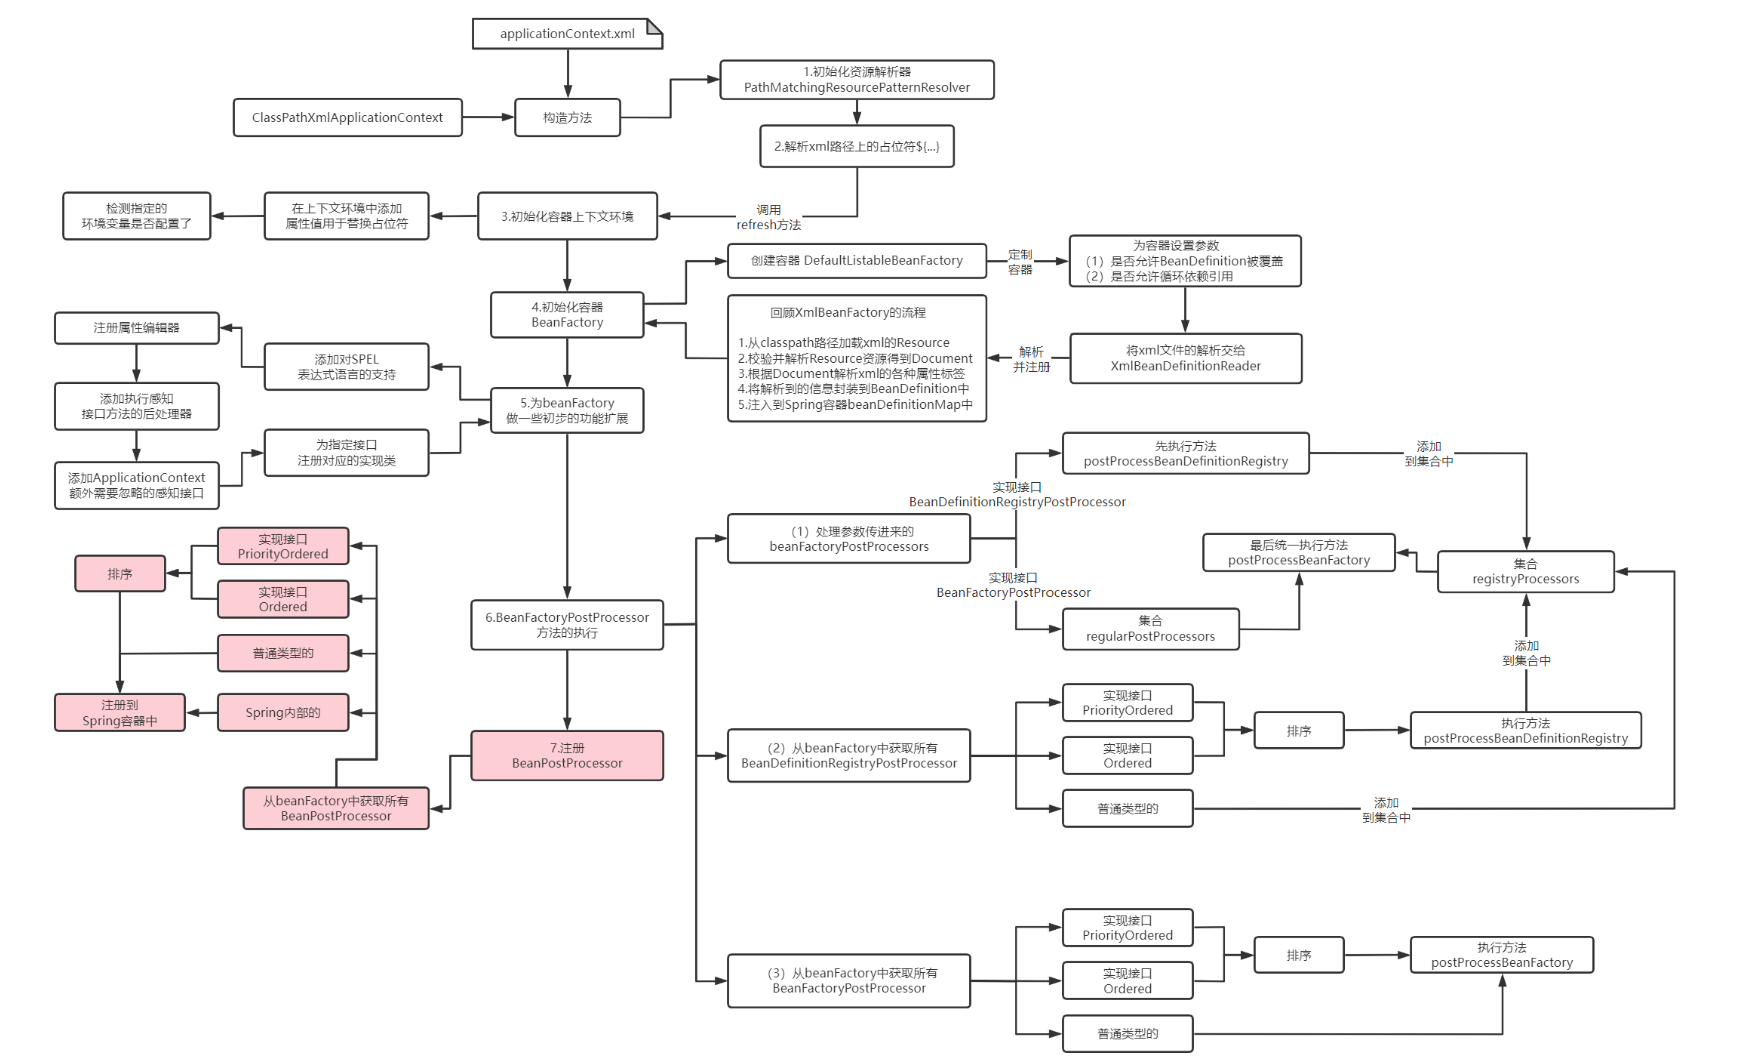 applicationContext.xml
ClassPathXmlApplicationContext
构造方法
1.初始化资源解析器
PathMatchingResourcePatternResolver
2.解析xml路径上的占位符${...}
调用
refresh方法
3.初始化容器上下文环境
在上下文环境中添加
属性值用于替换占位符
检测指定的
环境变量是否配置了
4.初始化容器
BeanFactory
创建容器 DefaultListableBeanFactory
定制
容器
为容器设置参数
（1）是否允许BeanDefinition被覆盖
（2）是否允许循环依赖引用
将xml文件的解析交给
XmlBeanDefinitionReader
解析
并注册
回顾XmlBeanFactory的流程
1.从classpath路径加载xml的Resource
2.校验并解析Resource资源得到Document
3.根据Document解析xml的各种属性标签
4.将解析到的信息封装到BeanDefinition中
5.注入到Spring容器beanDefinitionMap中
5.为beanFactory
做一些初步的功能扩展
添加对SPEL
表达式语言的支持
注册属性编辑器
添加执行感知
接口方法的后处理器
添加ApplicationContext
额外需要忽略的感知接口
为指定接口
注册对应的实现类
6.BeanFactoryPostProcessor
方法的执行
（1）处理参数传进来的
beanFactoryPostProcessors
实现接口
BeanDefinitionRegistryPostProcessor
先执行方法
postProcessBeanDefinitionRegistry
添加
到集合中
实现接口
BeanFactoryPostProcessor
集合
regularPostProcessors
最后统一执行方法
postProcessBeanFactory
集合
registryProcessors
添加
到集合中
（2）从beanFactory中获取所有
BeanDefinitionRegistryPostProcessor
实现接口
PriorityOrdered
实现接口
Ordered
普通类型的
排序
执行方法
postProcessBeanDefinitionRegistry
添加
到集合中
（3）从beanFactory中获取所有
BeanFactoryPostProcessor
实现接口
PriorityOrdered
实现接口
Ordered
普通类型的
排序
执行方法
postProcessBeanFactory
7.注册
BeanPostProcessor
从beanFactory中获取所有
BeanPostProcessor
实现接口
PriorityOrdered
实现接口
Ordered
普通类型的
Spring内部的
排序
注册到
Spring容器中